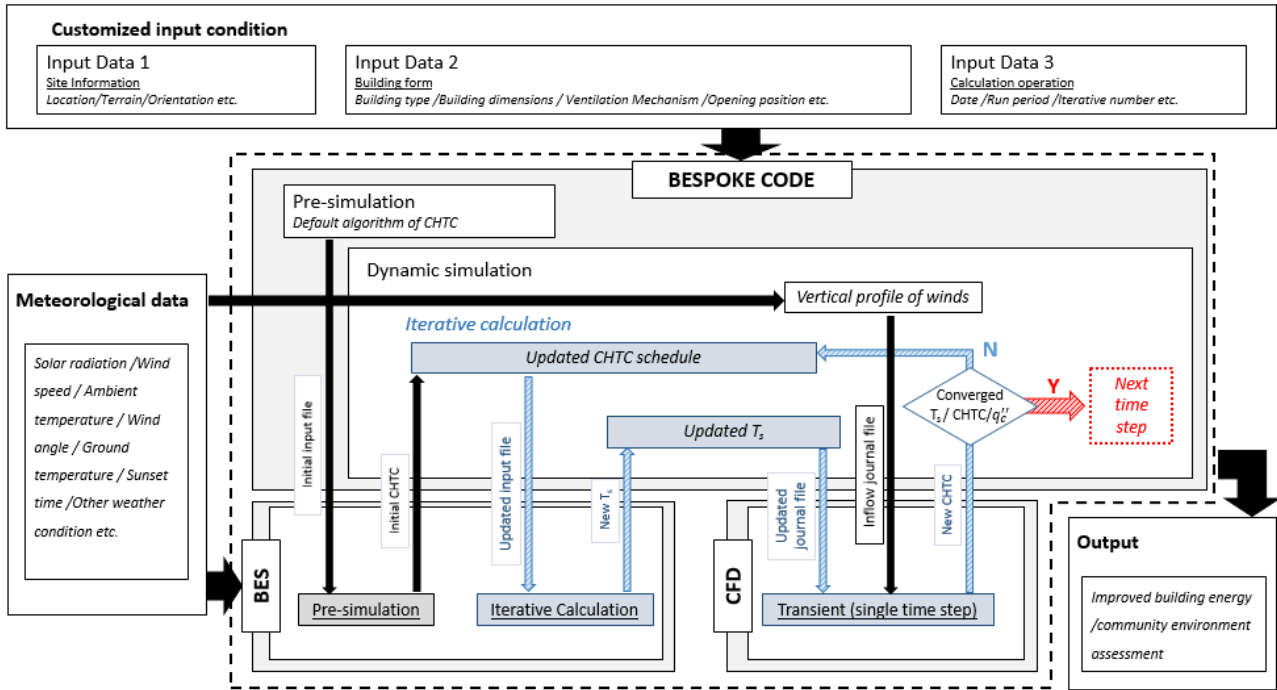 Customized input condition
Input Data 1
Site Information
Location/Terrain/Orientation etc.
Input Data 2
Building form
Building type /Building dimensions / Ventilation Mechanism /Opening position etc.
Input Data 3
Calculation operation
Date /Run period /Iterative number etc.
BESPOKE CODE
Pre-simulation
Default algorithm of CHTC
Dynamic simulation
Meteorological data
Solar radiation /Wind
speed / Ambient
temperature / Wind
angle / Ground
temperature / Sunset
time /Other weather
condition etc.
Vertical profile of winds
Iterative calculation
Updated CHTC schedule
N
Converged
Tₛ / CHTC/q″c
Y
Next
time
step
Updated Tₛ
Initial input file
Initial CHTC
Updated input file
New Tₛ
Updated
journal file
Inflow journal file
New CHTC
BES
Pre-simulation
Iterative Calculation
CFD
Transient (single time step)
Output
Improved building energy
/community environment
assessment